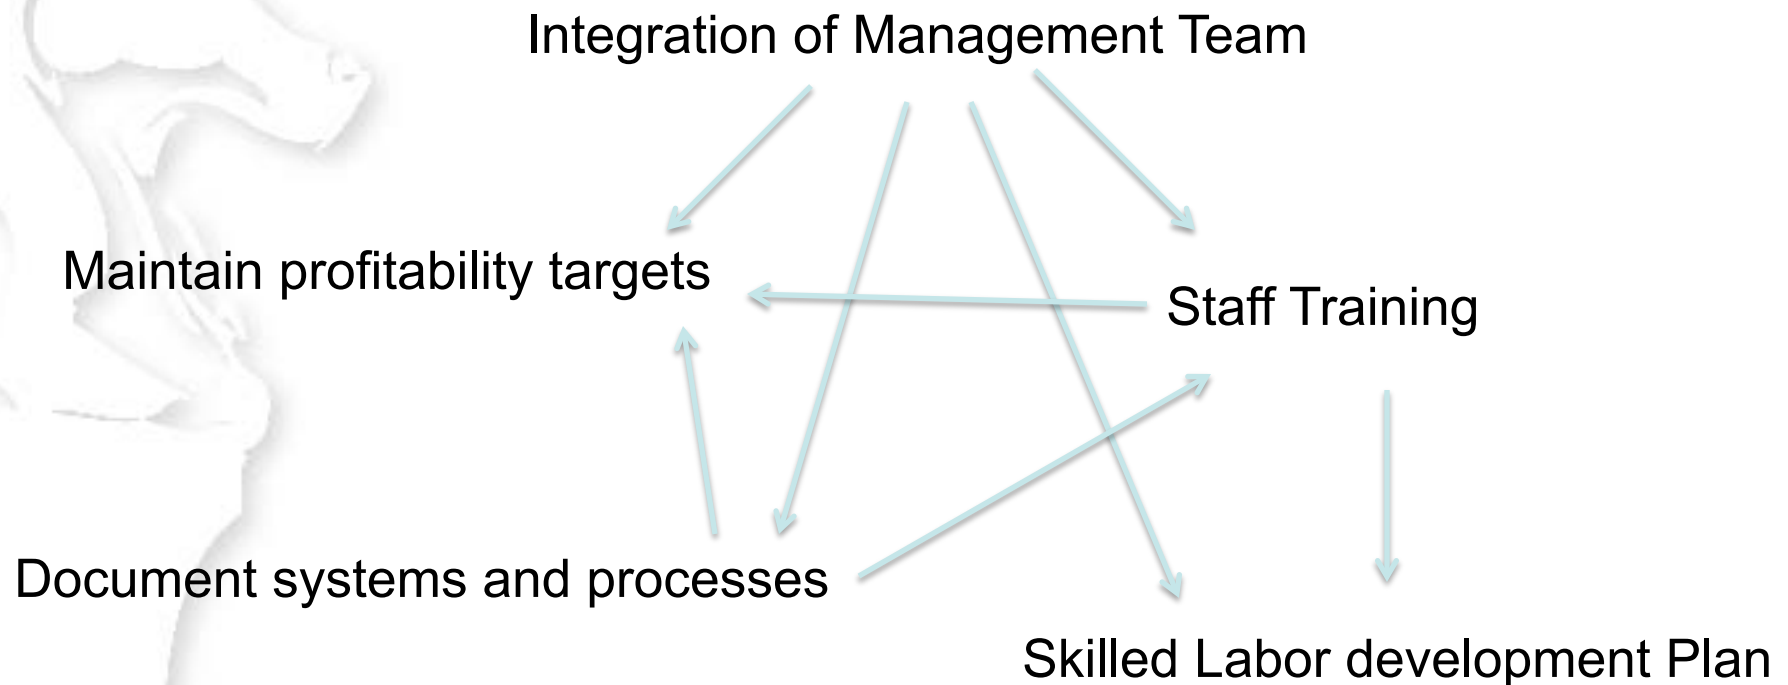 Integration of Management Team
Maintain profitability targets
Staff Training
Document systems and processes
Skilled Labor development Plan